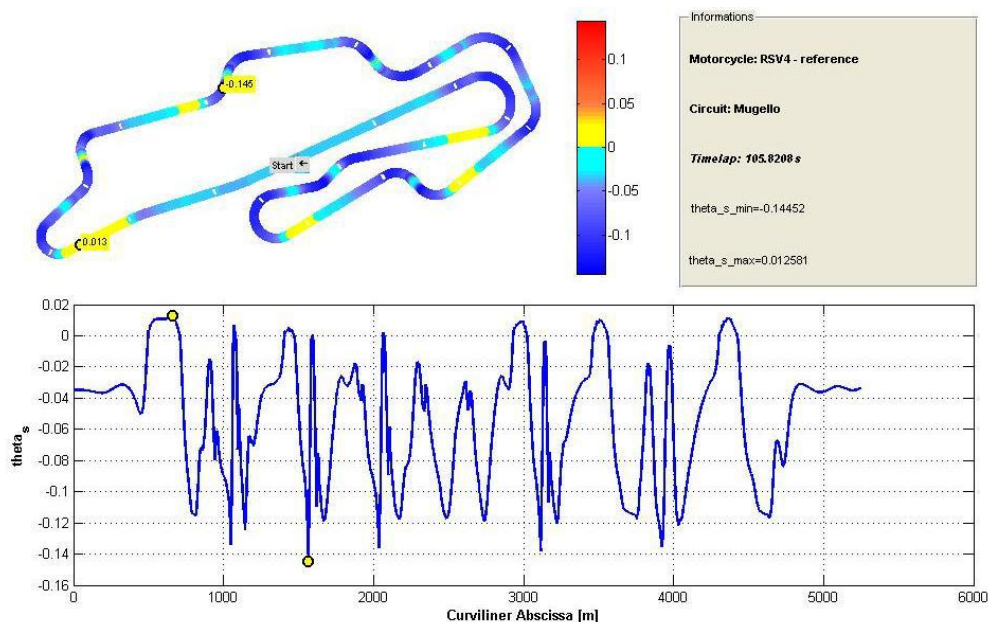 -0.145
Start
0.013
0.1
0.05
0
-0.05
-0.1
Informations
Motorcycle: RSV4 - reference
Circuit: Mugello
Timelap: 105.8208 s
theta_s_min=-0.14452
theta_s_max=0.012581
0.02
0
-0.02
-0.04
-0.06
-0.08
-0.1
-0.12
-0.14
-0.16
theta_s
0 1000 2000 3000 4000 5000 6000
Curviliner Abscissa [m]